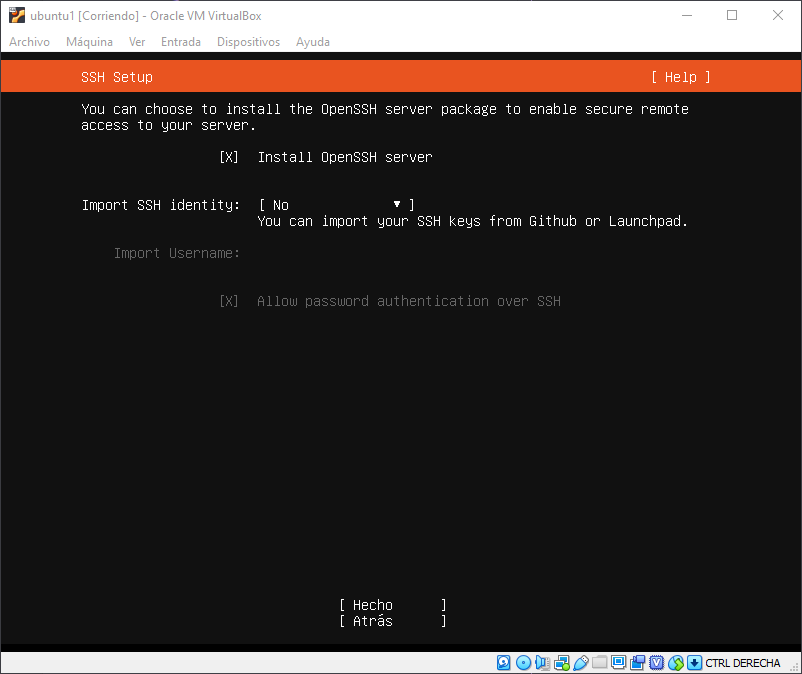 ubuntu1 [Corriendo] - Oracle VM VirtualBox
Archivo Máquina Ver Entrada Dispositivos Ayuda
SSH Setup [ Help ]
You can choose to install the OpenSSH server package to enable secure remote
access to your server.
[X] Install OpenSSH server
Import SSH identity: [ No ▼ ]
You can import your SSH keys from Github or Launchpad.
Import Username:
[X] Allow password authentication over SSH
[ Hecho ]
[ Atrás ]
CTRL DERECHA